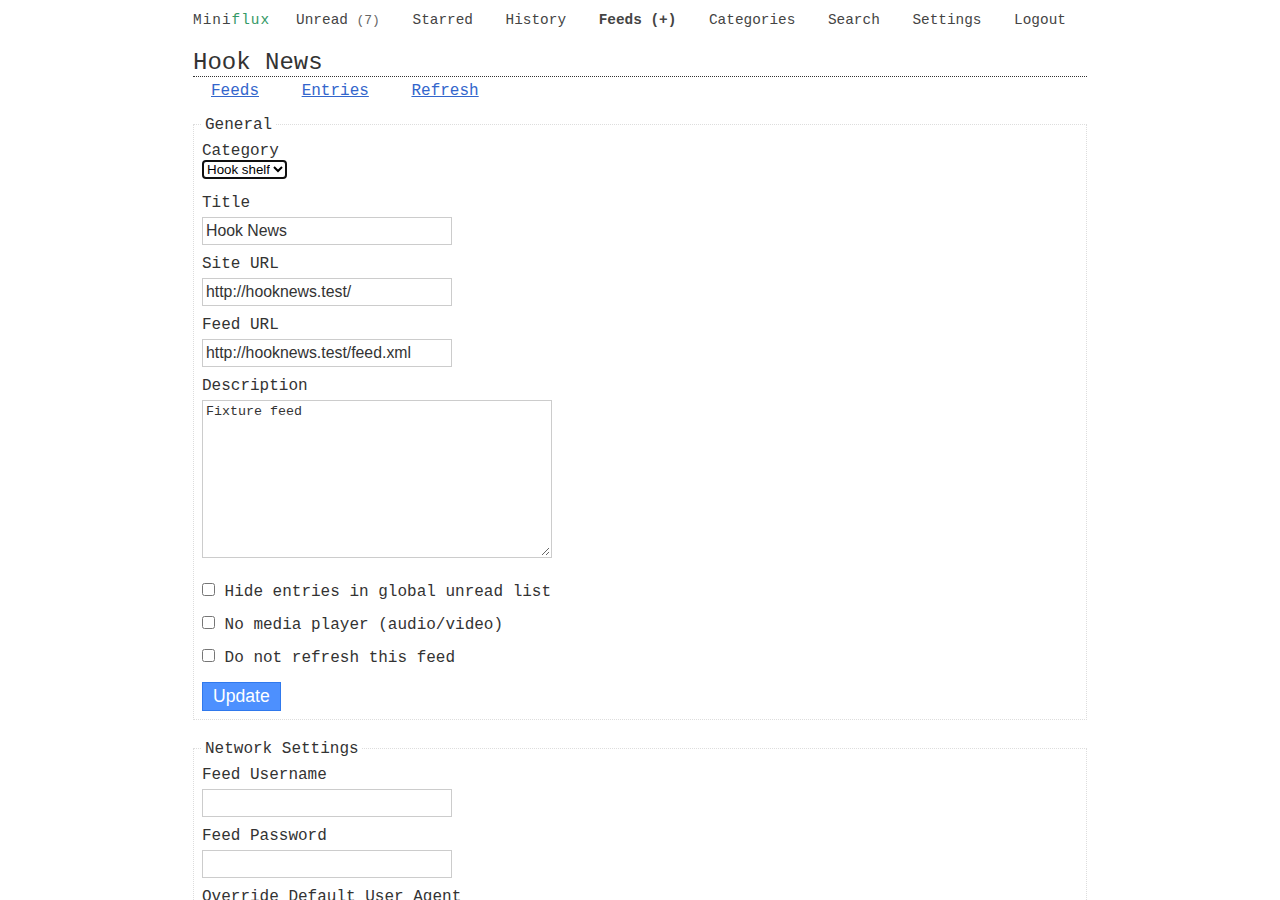 Miniflux Unread (7) Starred History Feeds (+) Categories Search Settings Logout
Hook News
Feeds Entries Refresh
General
Category
Hook shelf
Title
Hook News
Site URL
http://hooknews.test/
Feed URL
http://hooknews.test/feed.xml
Description
Fixture feed
Hide entries in global unread list
No media player (audio/video)
Do not refresh this feed
Update
Network Settings
Feed Username
Feed Password
Override Default User Agent